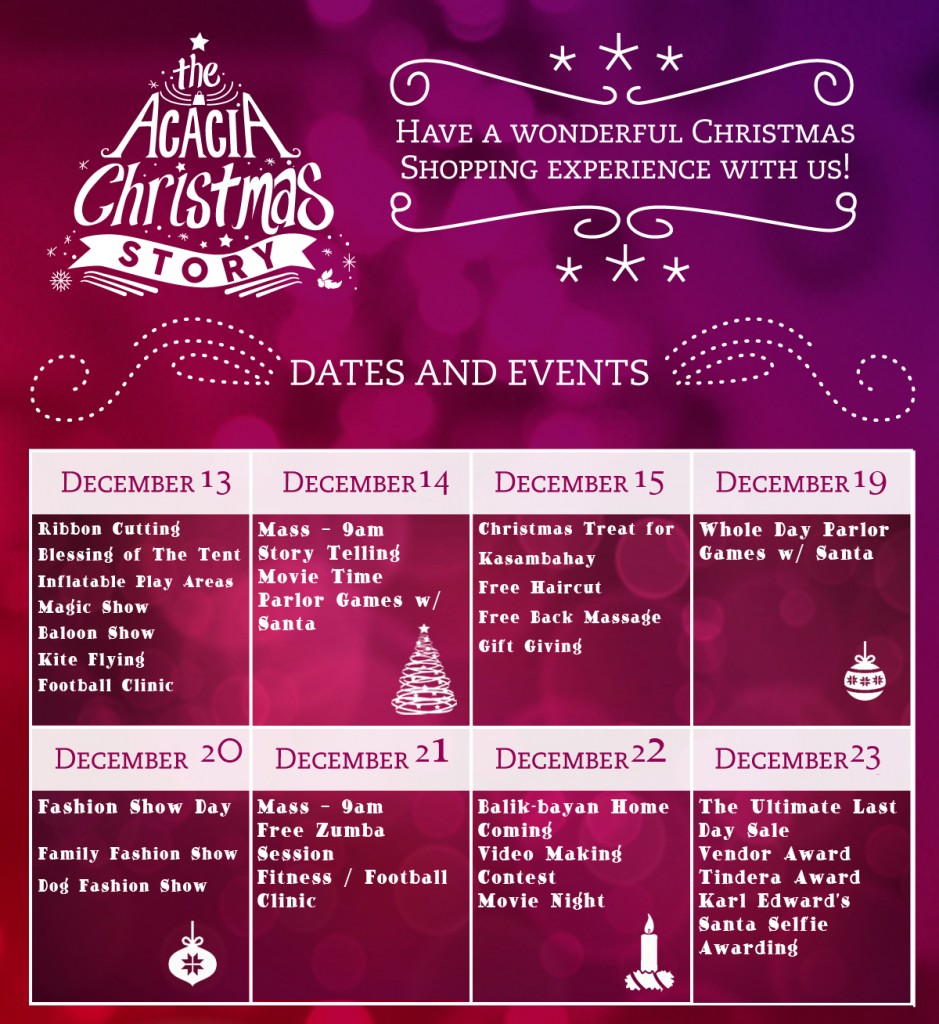 the
ACACIA
Christmas
STORY
Have a wonderful Christmas
Shopping experience with us!
DATES AND EVENTS
December 13
Ribbon Cutting
Blessing of The Tent
Inflatable Play Areas
Magic Show
Baloon Show
Kite Flying
Football Clinic
December 14
Mass - 9am
Story Telling
Movie Time
Parlor Games w/
Santa
December 15
Christmas Treat for
Kasambahay
Free Haircut
Free Back Massage
Gift Giving
December 19
Whole Day Parlor
Games w/ Santa
December 20
Fashion Show Day
Family Fashion Show
Dog Fashion Show
December 21
Mass - 9am
Free Zumba
Session
Fitness / Football
Clinic
December 22
Balik-bayan Home
Coming
Video Making
Contest
Movie Night
December 23
The Ultimate Last
Day Sale
Vendor Award
Tindera Award
Karl Edward's
Santa Selfie
Awarding